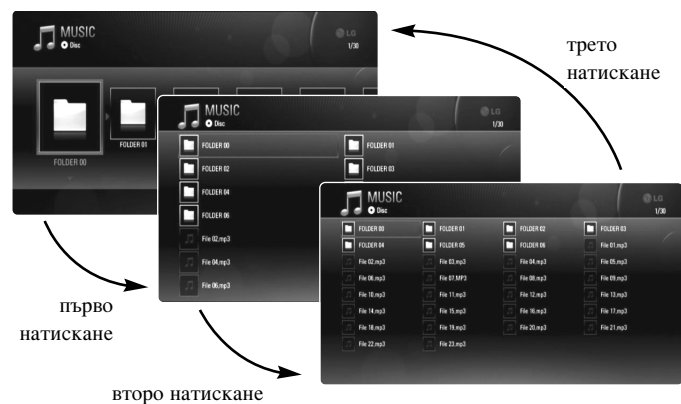 MUSIC
Disc
LG
1/30
FOLDER 00
FOLDER 01
трето
натискане
MUSIC
Disc
LG
1/30
FOLDER 00 FOLDER 01
FOLDER 02 FOLDER 03
FOLDER 04
FOLDER 06
File 02.mp3
File 04.mp3
File 06.mp3
MUSIC
Disc
LG
1/30
FOLDER 00 FOLDER 01 FOLDER 02 FOLDER 03
FOLDER 04 FOLDER 05 FOLDER 06 File 01.mp3
File 02.mp3 File 03.mp3 File 04.mp3 File 05.mp3
File 06.mp3 File 07.MP3 File 08.mp3 File 09.mp3
File 10.mp3 File 11.mp3 File 12.mp3 File 13.mp3
File 14.mp3 File 15.mp3 File 16.mp3 File 17.mp3
File 18.mp3 File 19.mp3 File 20.mp3 File 21.mp3
File 22.mp3 File 23.mp3
първо
натискане
второ натискане